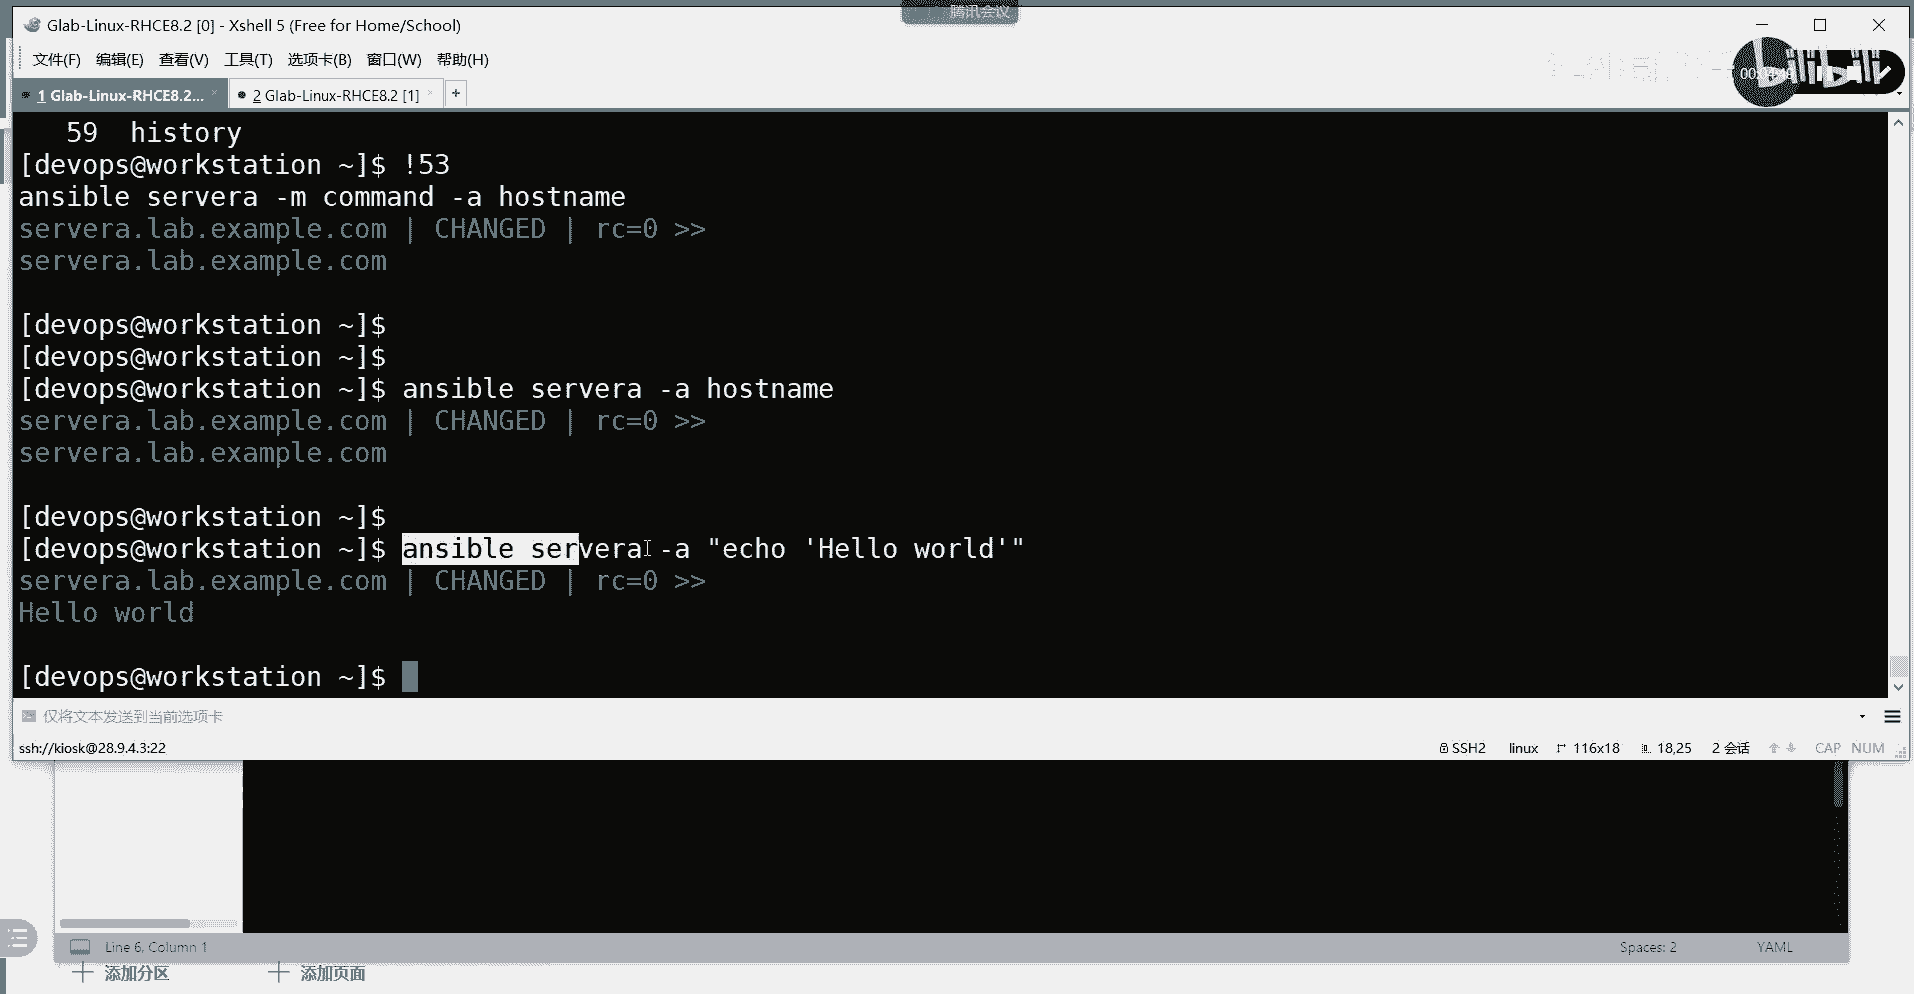 腾讯会议
Glab-Linux-RHCE8.2 [0] - Xshell 5 (Free for Home/School)
文件(F) 编辑(E) 查看(V) 工具(T) 选项卡(B) 窗口(W) 帮助(H)
bilibili
1 Glab-Linux-RHCE8.2... × 2 Glab-Linux-RHCE8.2 [1] × +
59 history
[devops@workstation ~]$ !53
ansible servera -m command -a hostname
servera.lab.example.com | CHANGED | rc=0 >>
servera.lab.example.com
[devops@workstation ~]$
[devops@workstation ~]$
[devops@workstation ~]$ ansible servera -a hostname
servera.lab.example.com | CHANGED | rc=0 >>
servera.lab.example.com
[devops@workstation ~]$
[devops@workstation ~]$ ansible servera -a "echo 'Hello world'"
servera.lab.example.com | CHANGED | rc=0 >>
Hello world
[devops@workstation ~]$
仅将文本发送到当前选项卡
ssh://kiosk@28.9.4.3:22 SSH2 linux 116x18 18,25 2 会话 CAP NUM
Line 6, Column 1 Spaces: 2 YAML
添加分区 添加页面